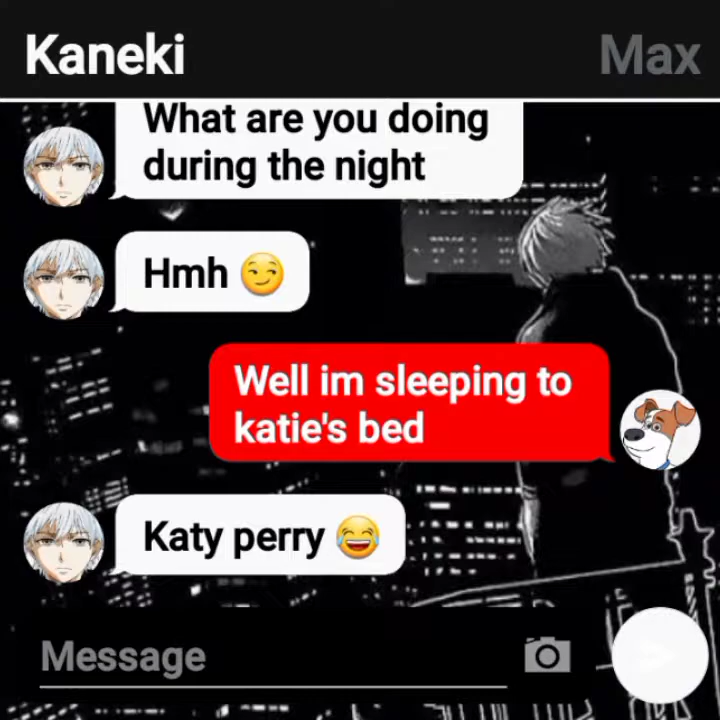 Kaneki
Max
What are you doing
during the night
Hmh 😏
Well im sleeping to
katie's bed
Katy perry 😂
Message